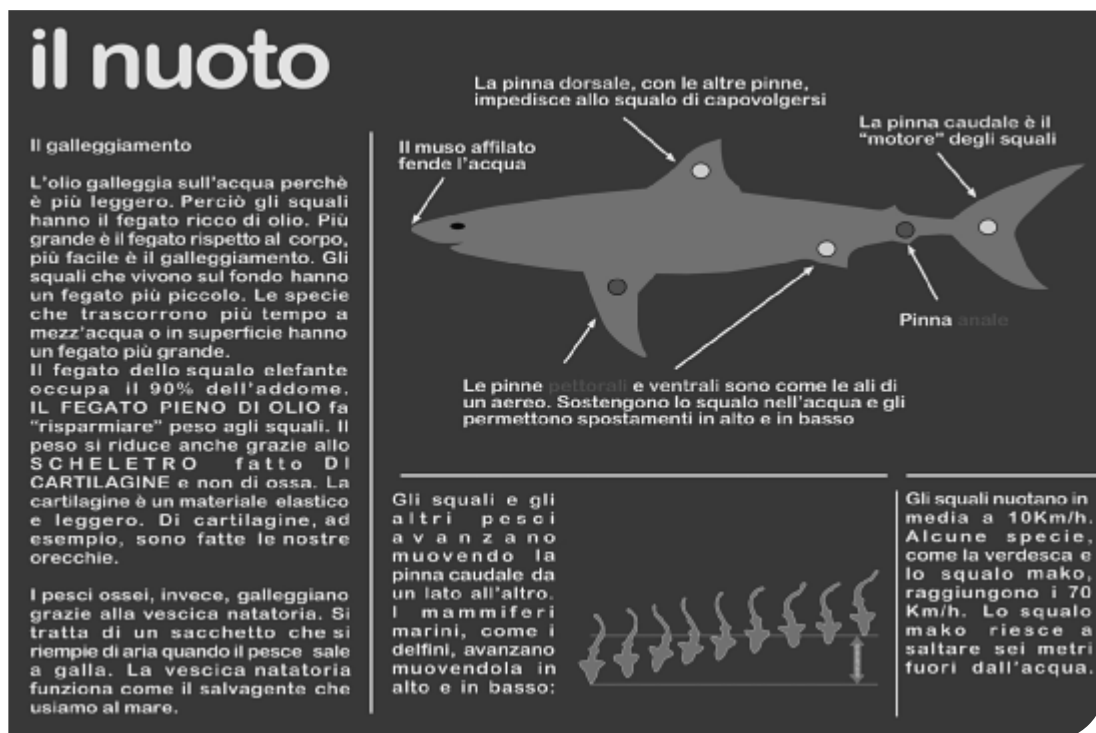 il nuoto
Il galleggiamento
L'olio galleggia sull'acqua perchè
è più leggero. Perciò gli squali
hanno il fegato ricco di olio. Più
grande è il fegato rispetto al corpo,
più facile è il galleggiamento. Gli
squali che vivono sul fondo hanno
un fegato più piccolo. Le specie
che trascorrono più tempo a
mezz'acqua o in superficie hanno
un fegato più grande.
Il fegato dello squalo elefante
occupa il 90% dell'addome.
IL FEGATO PIENO DI OLIO fa
"risparmiare" peso agli squali. Il
peso si riduce anche grazie allo
SCHELETRO fatto DI
CARTILAGINE e non di ossa. La
cartilagine è un materiale elastico
e leggero. Di cartilagine, ad
esempio, sono fatte le nostre
orecchie.
I pesci ossei, invece, galleggiano
grazie alla vescica natatoria. Si
tratta di un sacchetto che si
riempie di aria quando il pesce sale
a galla. La vescica natatoria
funziona come il salvagente che
usiamo al mare.
La pinna dorsale, con le altre pinne,
impedisce allo squalo di capovolgersi
Il muso affilato
fende l'acqua
La pinna caudale è il
"motore" degli squali
Pinna anale
Le pinne pettorali e ventrali sono come le ali di
un aereo. Sostengono lo squalo nell'acqua e gli
permettono spostamenti in alto e in basso
Gli squali e gli
altri pesci
avanzano
muovendo la
pinna caudale da
un lato all'altro.
I mammiferi
marini, come i
delfini, avanzano
muovendola in
alto e in basso:
Gli squali nuotano in
media a 10Km/h.
Alcune specie,
come la verdesca e
lo squalo mako,
raggiungono i 70
Km/h. Lo squalo
mako riesce a
saltare sei metri
fuori dall'acqua.